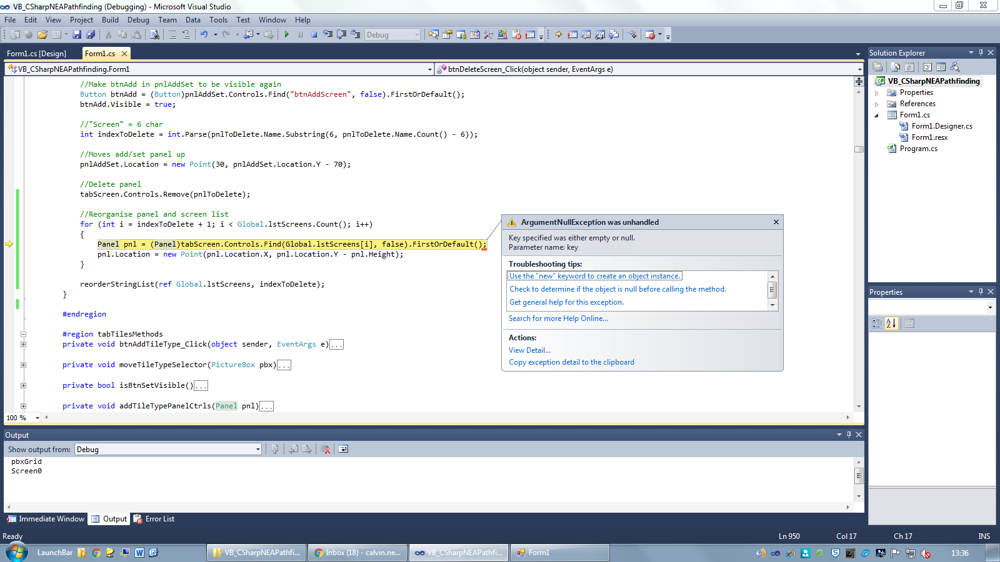 VB_CSharpNEAPathfinding (Debugging) - Microsoft Visual Studio
File Edit View Project Build Debug Team Data Tools Test Window Help
Debug
Form1.cs [Design] Form1.cs
VB_CSharpNEAPathfinding.Form1 btnDeleteScreen_Click(object sender, EventArgs e)
//Make btnAdd in pnlAddSet to be visible again
Button btnAdd = (Button)pnlAddSet.Controls.Find("btnAddScreen", false).FirstOrDefault();
btnAdd.Visible = true;
//"Screen" = 6 char
int indexToDelete = int.Parse(pnlToDelete.Name.Substring(6, pnlToDelete.Name.Count() - 6));
//Moves add/set panel up
pnlAddSet.Location = new Point(30, pnlAddSet.Location.Y - 70);
//Delete panel
tabScreen.Controls.Remove(pnlToDelete);
//Reorganise panel and screen list
for (int i = indexToDelete + 1; i < Global.lstScreens.Count(); i++)
{
Panel pnl = (Panel)tabScreen.Controls.Find(Global.lstScreens[i], false).FirstOrDefault();
pnl.Location = new Point(pnl.Location.X, pnl.Location.Y - pnl.Height);
}
reorderStringList(ref Global.lstScreens, indexToDelete);
}
#endregion
#region tabTilesMethods
private void btnAddTileType_Click(object sender, EventArgs e)...
private void moveTileTypeSelector(PictureBox pbx)...
private bool isBtnSetVisible()...
private void addTileTypePanelCtrls(Panel pnl)...
100 %
ArgumentNullException was unhandled
Key specified was either empty or null.
Parameter name: key
Troubleshooting tips:
Use the "new" keyword to create an object instance.
Check to determine if the object is null before calling the method.
Get general help for this exception.
Search for more Help Online...
Actions:
View Detail...
Copy exception detail to the clipboard
Solution Explorer
VB_CSharpNEAPathfinding
Properties
References
Form1.cs
Form1.Designer.cs
Form1.resx
Program.cs
Properties
Output
Show output from: Debug
pbxGrid
Screen0
Immediate Window Output Error List
Ready Ln 950 Col 17 Ch 17 INS
LaunchBar VB_CSharpNEAPathfi... Inbox (18) - calvin.ne... VB_CSharpNEAPathfi... Form1 13:36